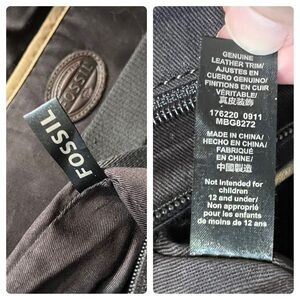 FOSSIL
FOSSIL
GENUINE
LEATHER TRIM/
AJUSTES EN
CUERO GENUINO/
FINITIONS EN CUIR
VÉRITABLE/
真皮裝飾
176220 0911
MBG8272
MADE IN CHINA/
HECHO EN CHINA/
FABRIQUÉ
EN CHINE/
中國製造
Not Intended for
children
12 and under/
Non approprié
pour les enfants
de moins de 12 ans